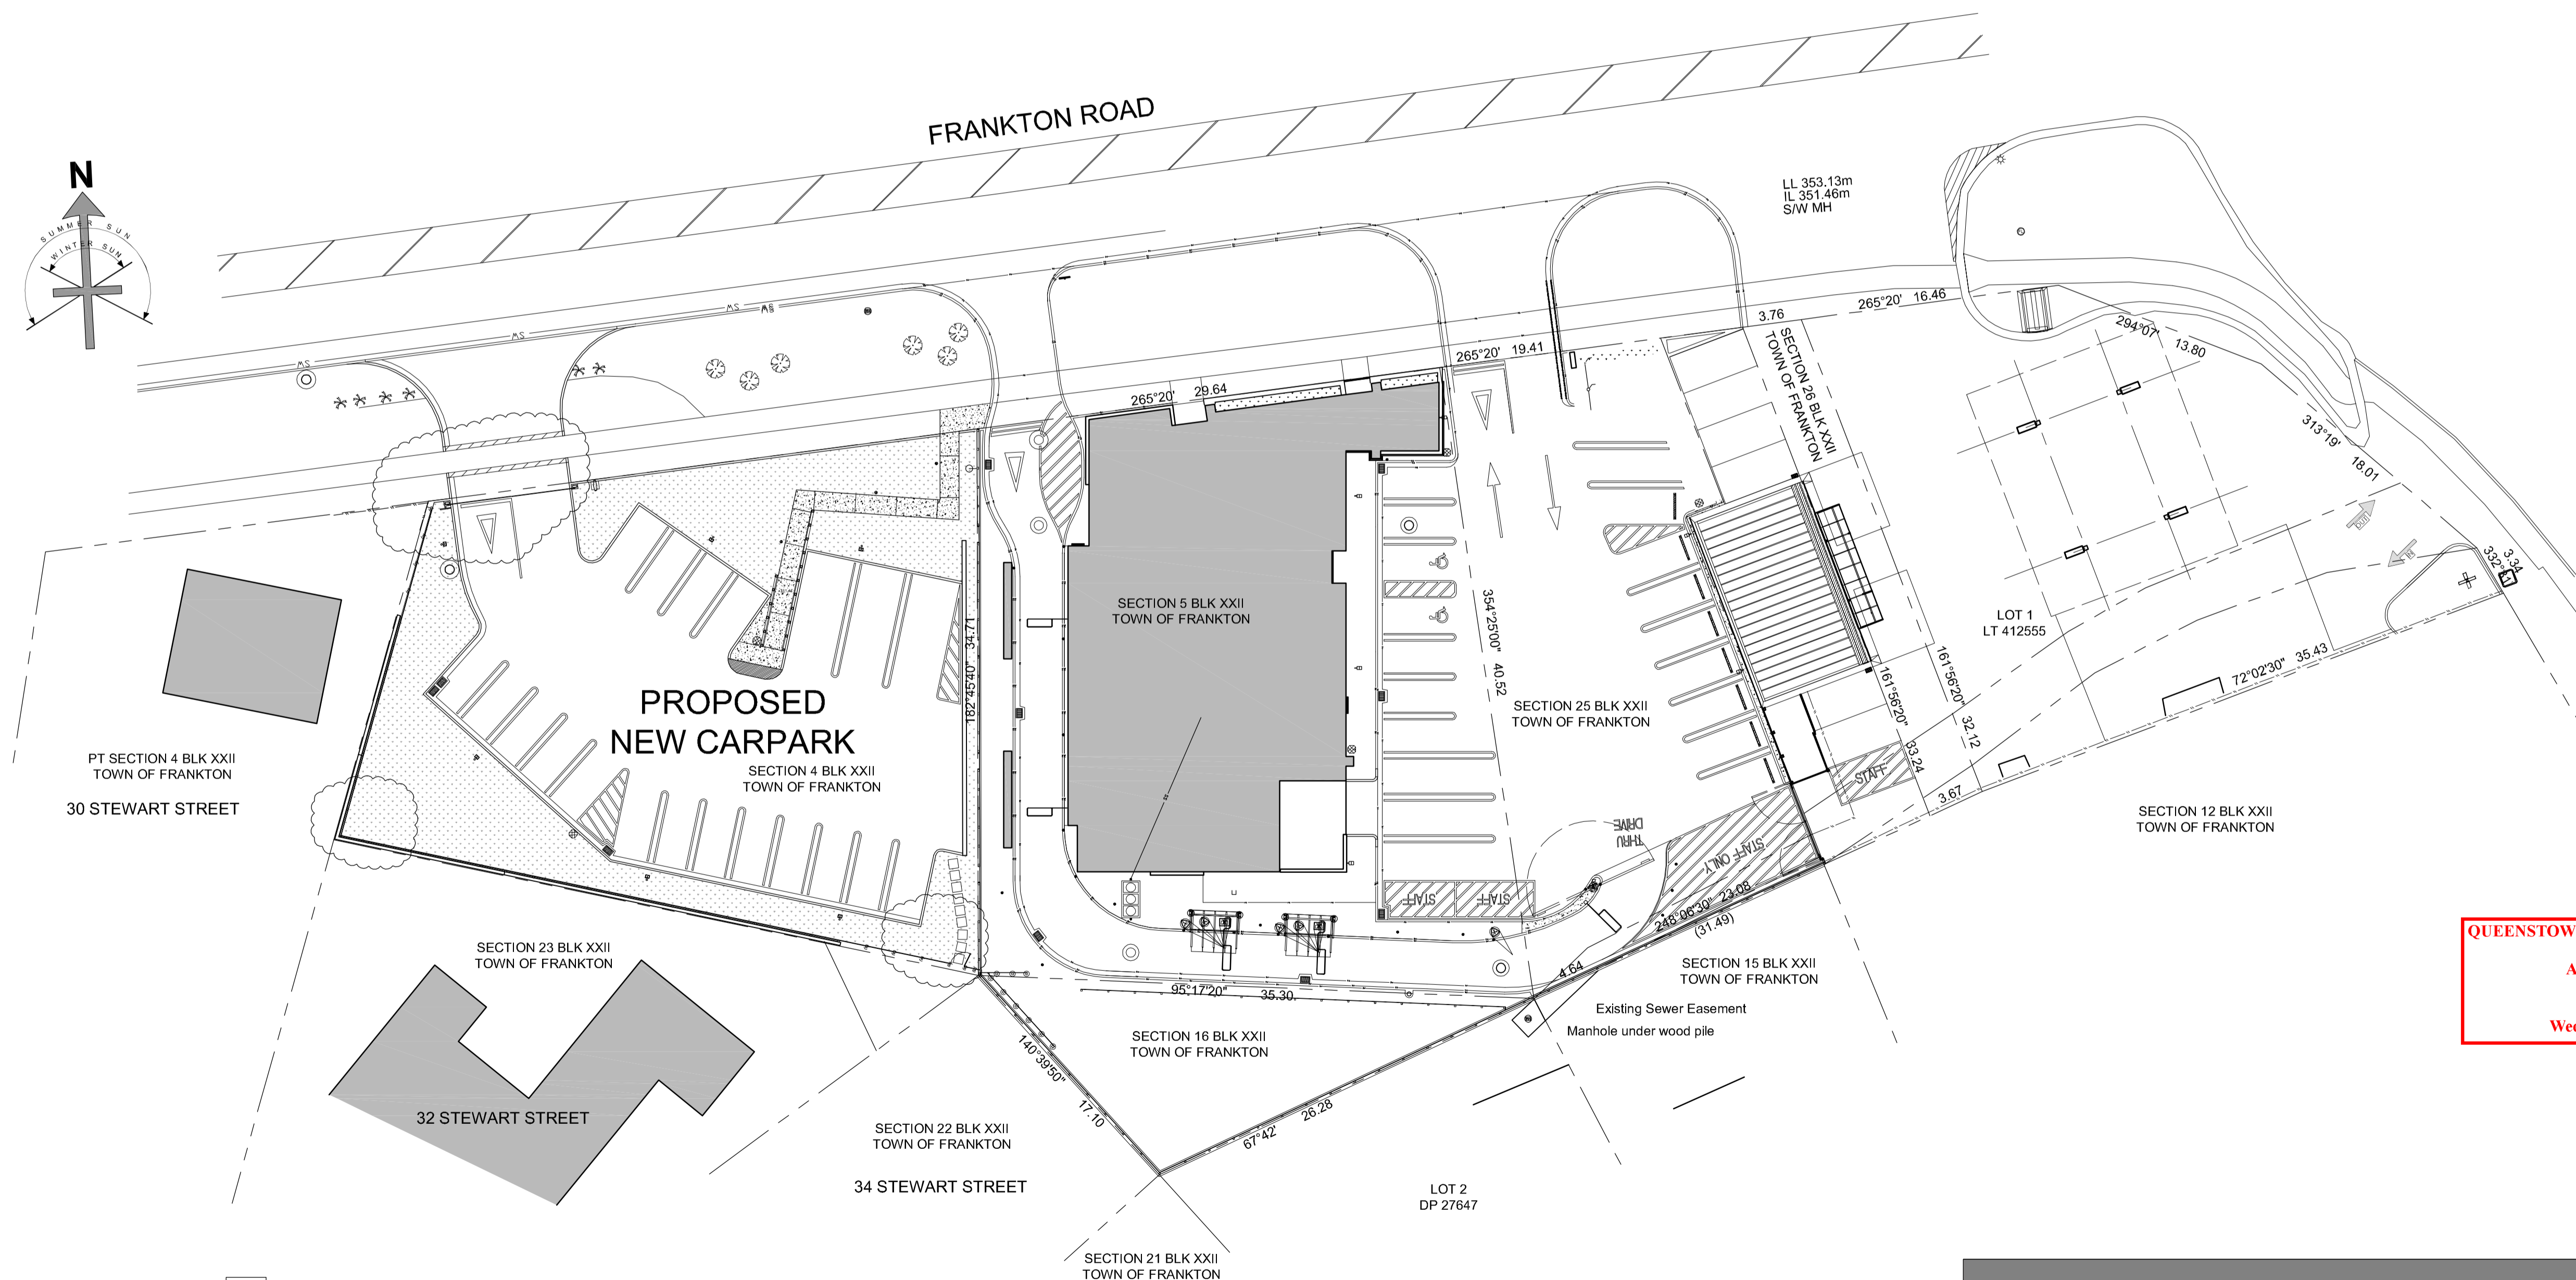 FRANKTON ROAD
N
SUMMER SUN
WINTER SUN
LL 353.13m
IL 351.46m
S/W MH
SW
SW
SW
265°20' 29.64
265°20' 19.41
3.76
265°20' 16.46
294°07' 13.80
313°19' 18.01
3.34
SECTION 26 BLK XXII
TOWN OF FRANKTON
SECTION 5 BLK XXII
TOWN OF FRANKTON
LOT 1
LT 412555
182°45'40" 34.71
354°25'00" 40.52
161°56'20" 33.24
161°56'20" 32.12
72°02'30" 35.43
3.67
PROPOSED
NEW CARPARK
SECTION 4 BLK XXII
TOWN OF FRANKTON
SECTION 25 BLK XXII
TOWN OF FRANKTON
PT SECTION 4 BLK XXII
TOWN OF FRANKTON
30 STEWART STREET
STAFF
SECTION 12 BLK XXII
TOWN OF FRANKTON
THRU
DRIVE
STAFF ONLY
STAFF
STAFF
248°06'30" 23.08
(31.49)
4.64
QUEENSTOW
A
Wed
SECTION 23 BLK XXII
TOWN OF FRANKTON
SECTION 15 BLK XXII
TOWN OF FRANKTON
95°17'20" 35.30
Existing Sewer Easement
Manhole under wood pile
SECTION 16 BLK XXII
TOWN OF FRANKTON
140°39'50"
17.10
67°42' 26.28
32 STEWART STREET
SECTION 22 BLK XXII
TOWN OF FRANKTON
34 STEWART STREET
LOT 2
DP 27647
SECTION 21 BLK XXII
TOWN OF FRANKTON